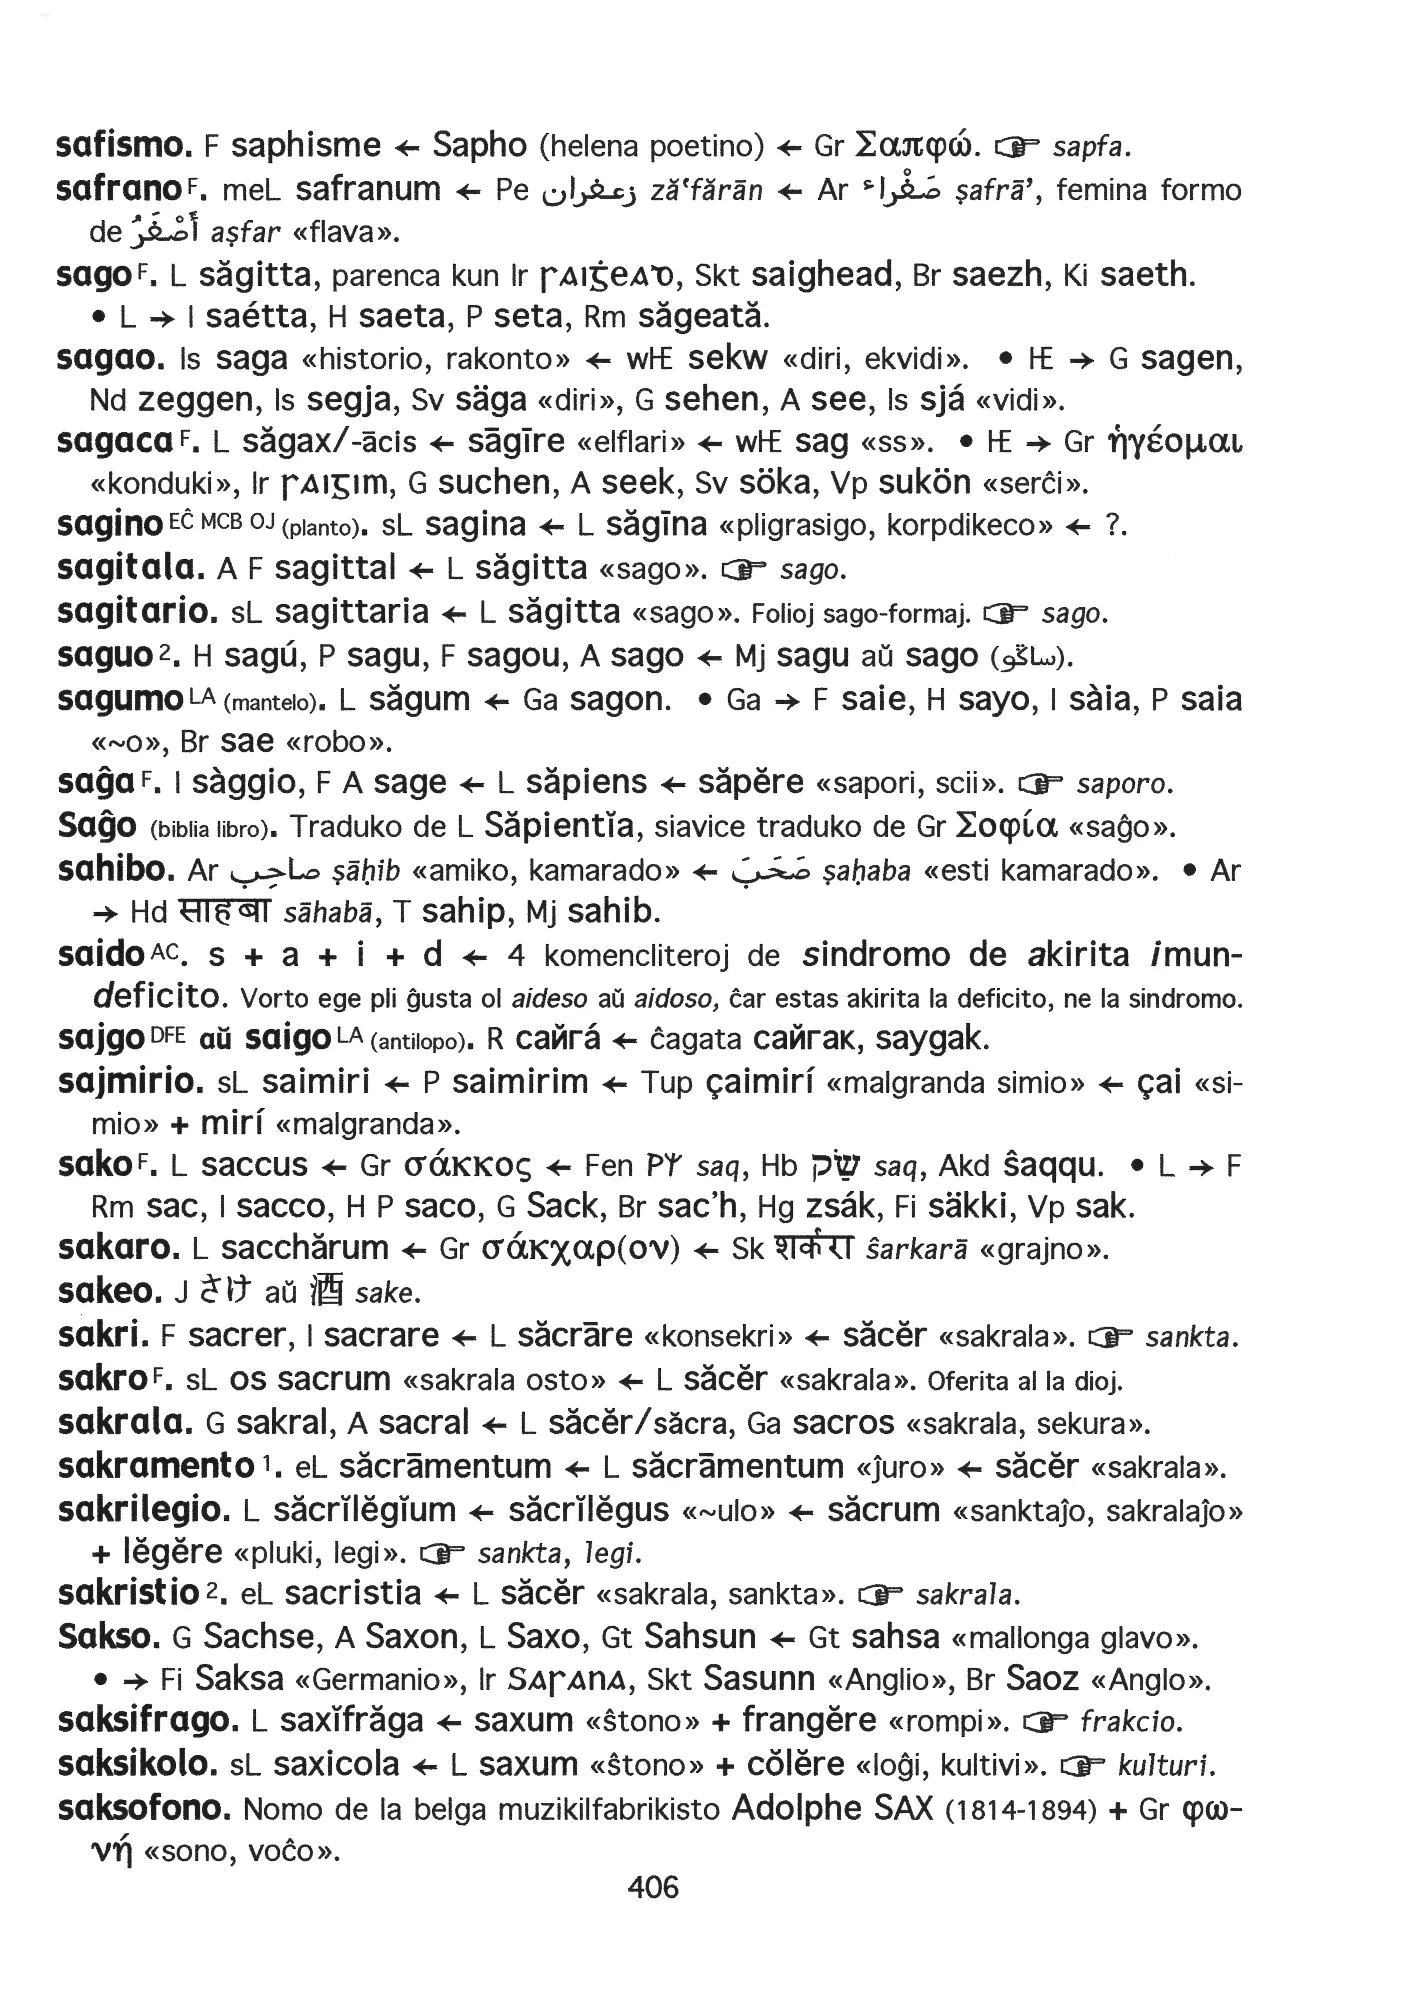 safismo. F saphisme ← Sapho (helena poetino) ← Gr Σαπφώ. ☞ sapfa.
safrano F. meL safranum ← Pe زعفران ză‘fărān ← Ar صَفْراء ṣafrā’, femina formo
de أَصْفَرُ aṣfar «flava».
sago F. L săgitta, parenca kun Ir ꞅaiġeaꝺ, Skt saighead, Br saezh, Ki saeth.
• L → I saétta, H saeta, P seta, Rm săgeată.
sagao. Is saga «historio, rakonto» ← wHE sekw «diri, ekvidi». • HE → G sagen,
Nd zeggen, Is segja, Sv säga «diri», G sehen, A see, Is sjá «vidi».
sagaca F. L săgax/-ācis ← sāgīre «elflari» ← wHE sag «ss». • HE → Gr ἡγέομαι
«konduki», Ir ꞅaiᵹim, G suchen, A seek, Sv söka, Vp sukön «serĉi».
sagino EĈ MCB OJ (planto). sL sagina ← L săgīna «pligrasigo, korpdikeco» ← ?.
sagitala. A F sagittal ← L săgitta «sago». ☞ sago.
sagitario. sL sagittaria ← L săgitta «sago». Folioj sago-formaj. ☞ sago.
saguo 2. H sagú, P sagu, F sagou, A sago ← Mj sagu aŭ sago (ساݢو).
sagumo LA (mantelo). L săgum ← Ga sagon. • Ga → F saie, H sayo, I sàia, P saia
«~o», Br sae «robo».
saĝa F. I sàggio, F A sage ← L săpiens ← săpĕre «sapori, scii». ☞ saporo.
Saĝo (biblia libro). Traduko de L Săpientĭa, siavice traduko de Gr Σοφία «saĝo».
sahibo. Ar صاحِب ṣāḥib «amiko, kamarado» ← صَحَبَ ṣaḥaba «esti kamarado». • Ar
→ Hd साहबा sāhabā, T sahip, Mj sahib.
saido AC. s + a + i + d ← 4 komencliteroj de sindromo de akirita imun-
deficito. Vorto ege pli ĝusta ol aideso aŭ aidoso, ĉar estas akirita la deficito, ne la sindromo.
sajgo DFE aŭ saigo LA (antilopo). R сайга́ ← ĉagata сайгак, saygak.
sajmirio. sL saimiri ← P saimirim ← Tup çaimirí «malgranda simio» ← çai «si-
mio» + mirí «malgranda».
sako F. L saccus ← Gr σάκκος ← Fen 𐤒𐤔 saq, Hb שַׂק saq, Akd ŝaqqu. • L → F
Rm sac, I sacco, H P saco, G Sack, Br sac’h, Hg zsák, Fi säkki, Vp sak.
sakaro. L sacchărum ← Gr σάκχαρ(ον) ← Sk शर्करा ŝarkarā «grajno».
sakeo. J さけ aŭ 酒 sake.
sakri. F sacrer, I sacrare ← L săcrāre «konsekri» ← săcĕr «sakrala». ☞ sankta.
sakro F. sL os sacrum «sakrala osto» ← L săcĕr «sakrala». Oferita al la dioj.
sakrala. G sakral, A sacral ← L săcĕr/săcra, Ga sacros «sakrala, sekura».
sakramento 1. eL săcrāmentum ← L săcrāmentum «ĵuro» ← săcĕr «sakrala».
sakrilegio. L săcrĭlĕgĭum ← săcrĭlĕgus «~ulo» ← săcrum «sanktaĵo, sakralaĵo»
+ lĕgĕre «pluki, legi». ☞ sankta, legi.
sakristio 2. eL sacristia ← L săcĕr «sakrala, sankta». ☞ sakrala.
Sakso. G Sachse, A Saxon, L Saxo, Gt Sahsun ← Gt sahsa «mallonga glavo».
• → Fi Saksa «Germanio», Ir Saꞅana, Skt Sasunn «Anglio», Br Saoz «Anglo».
saksifrago. L saxĭfrăga ← saxum «ŝtono» + frangĕre «rompi». ☞ frakcio.
saksikolo. sL saxicola ← L saxum «ŝtono» + cŏlĕre «loĝi, kultivi». ☞ kulturi.
saksofono. Nomo de la belga muzikilfabrikisto Adolphe SAX (1814-1894) + Gr φω-
νή «sono, voĉo».
406